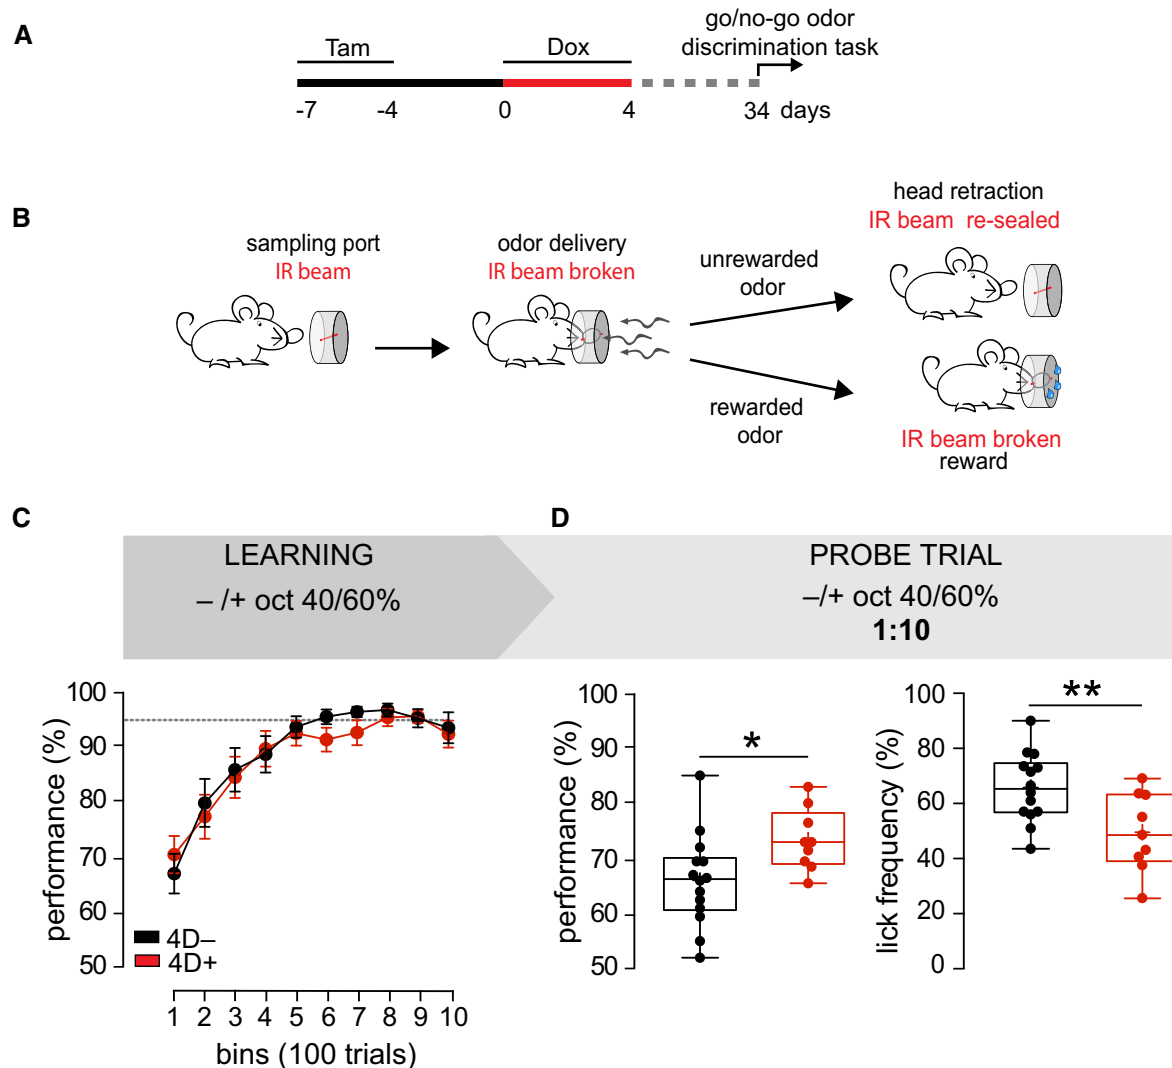 A
Tam
Dox
go/no-go odor
discrimination task
-7
-4
0
4
34 days
B
sampling port
IR beam
odor delivery
IR beam broken
unrewarded
odor
rewarded
odor
head retraction
IR beam re-sealed
IR beam broken
reward
C
LEARNING
– /+ oct 40/60%
performance (%)
100
90
80
70
60
50
4D–
4D+
1 2 3 4 5 6 7 8 9 10
bins (100 trials)
D
PROBE TRIAL
–/+ oct 40/60%
1:10
performance (%)
100
90
80
70
60
50
*
lick frequency (%)
100
80
60
40
20
0
**